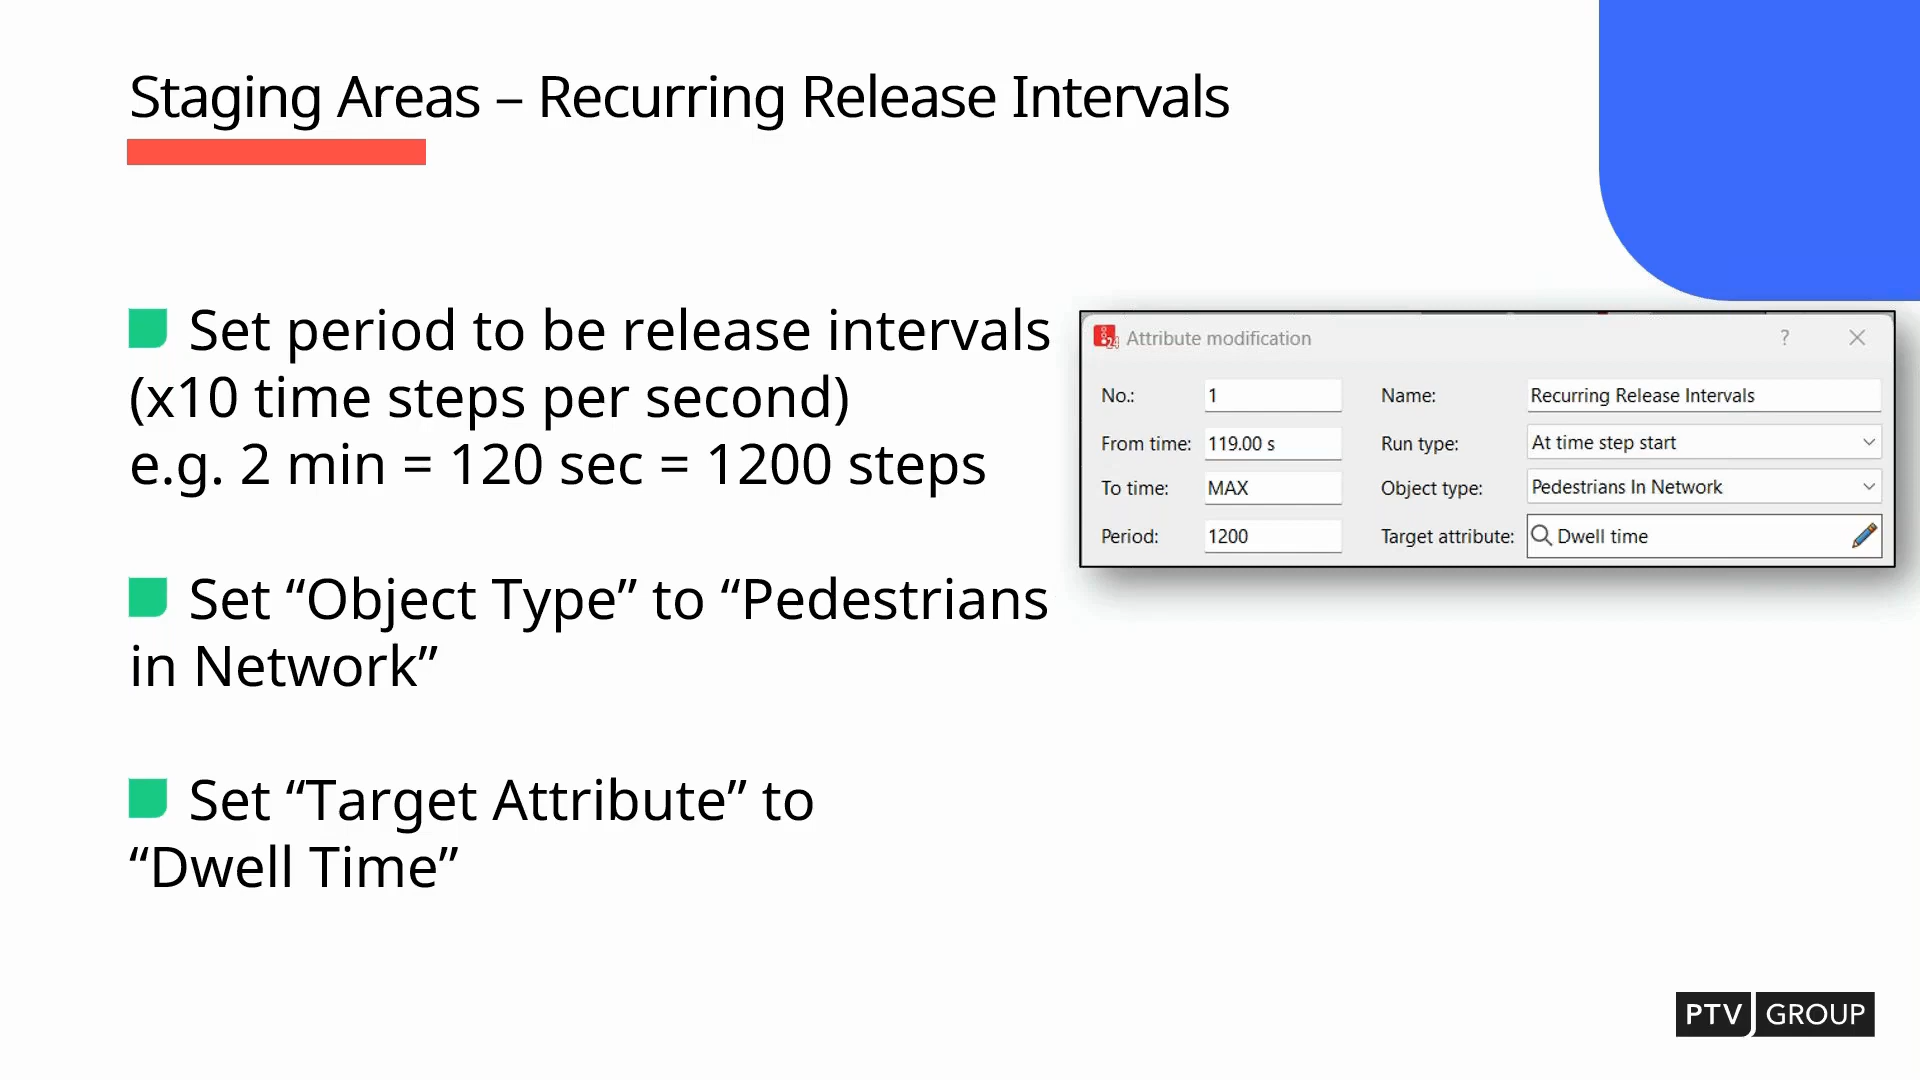 Staging Areas – Recurring Release Intervals
Set period to be release intervals
(x10 time steps per second)
e.g. 2 min = 120 sec = 1200 steps
Set “Object Type” to “Pedestrians
in Network”
Set “Target Attribute” to
“Dwell Time”
Attribute modification
No.: 1 Name: Recurring Release Intervals
From time: 119.00 s Run type: At time step start
To time: MAX Object type: Pedestrians In Network
Period: 1200 Target attribute: Dwell time
PTV GROUP